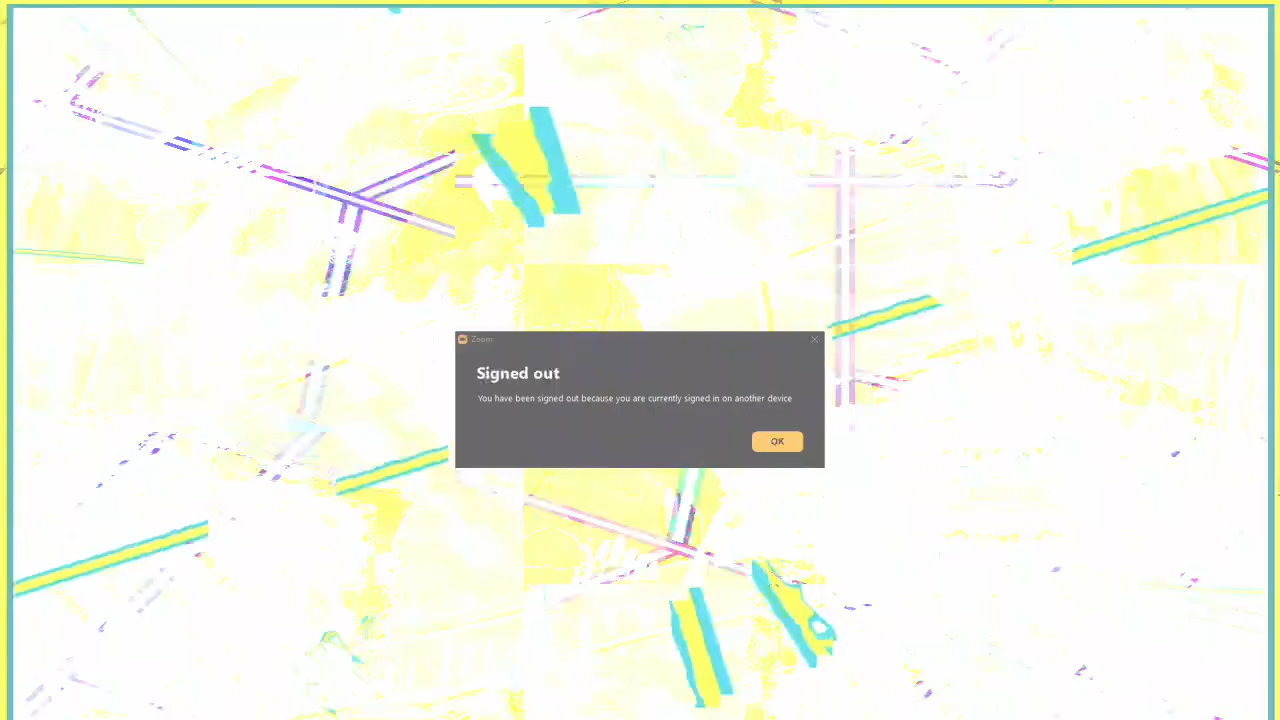 Zoom
Signed out
You have been signed out because you are currently signed in on another device
OK